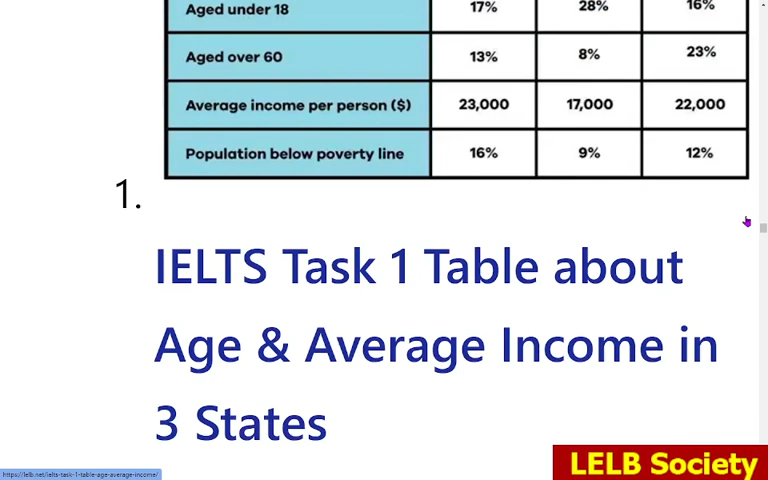 Aged under 18 17% 28% 16%
Aged over 60 13% 8% 23%
Average income per person ($) 23,000 17,000 22,000
Population below poverty line 16% 9% 12%
1.
IELTS Task 1 Table about
Age & Average Income in
3 States
https://lelb.net/ielts-task-1-table-age-average-income/
LELB Society